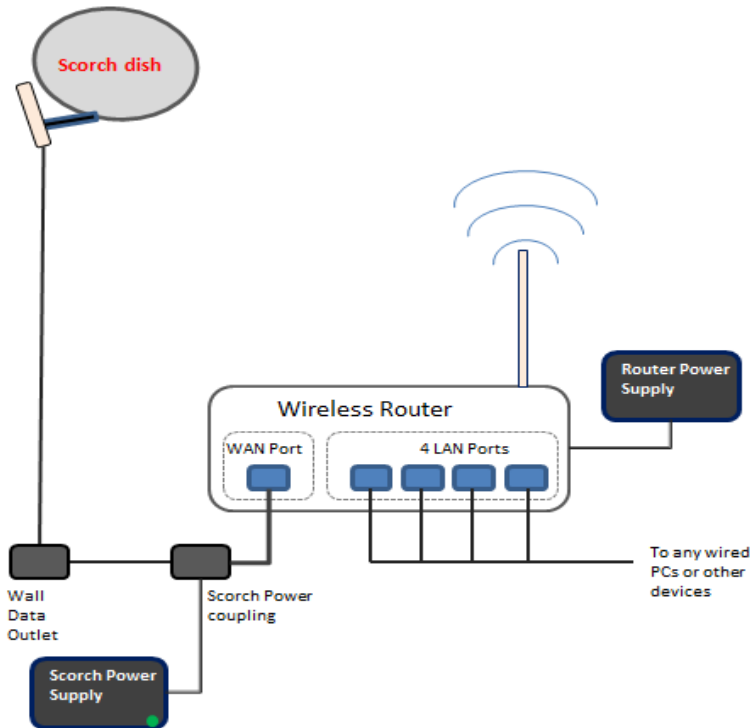 Scorch dish
Router Power
Supply
Wireless Router
WAN Port
4 LAN Ports
To any wired
PCs or other
devices
Wall
Data
Outlet
Scorch Power
coupling
Scorch Power
Supply